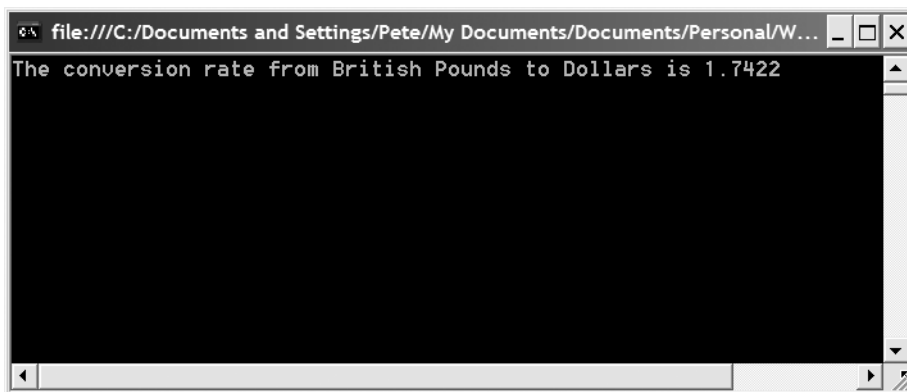 file:///C:/Documents and Settings/Pete/My Documents/Documents/Personal/W...
The conversion rate from British Pounds to Dollars is 1.7422